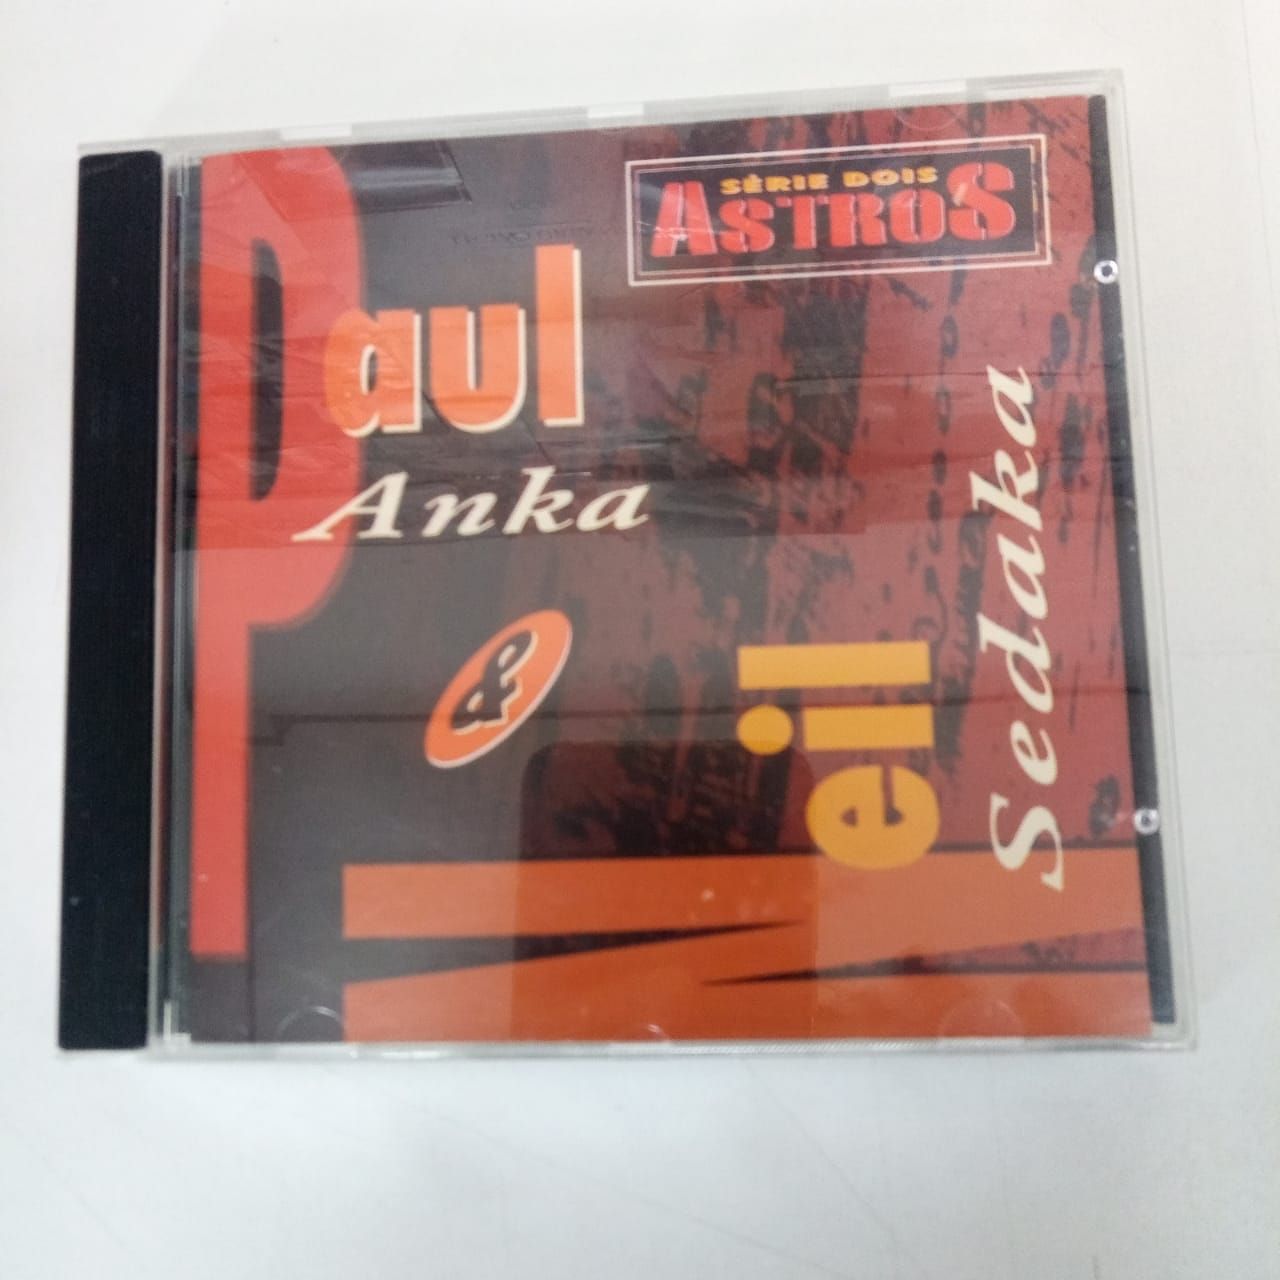 SÉRIE DOIS
ASTROS
Paul
Anka
&
Neil
Sedaka